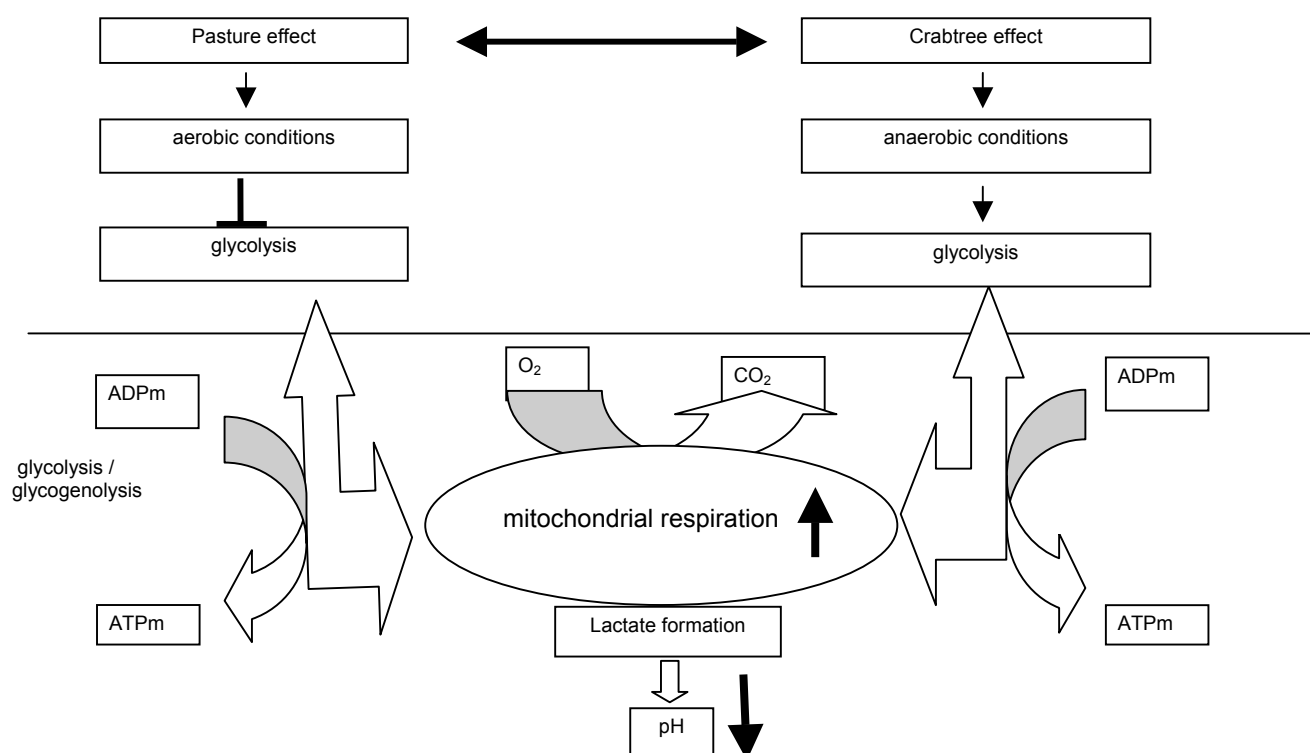 Pasture effect
Crabtree effect
aerobic conditions
anaerobic conditions
glycolysis
glycolysis
O₂
CO₂
ADPm
ADPm
glycolysis /
glycogenolysis
mitochondrial respiration
ATPm
Lactate formation
ATPm
pH